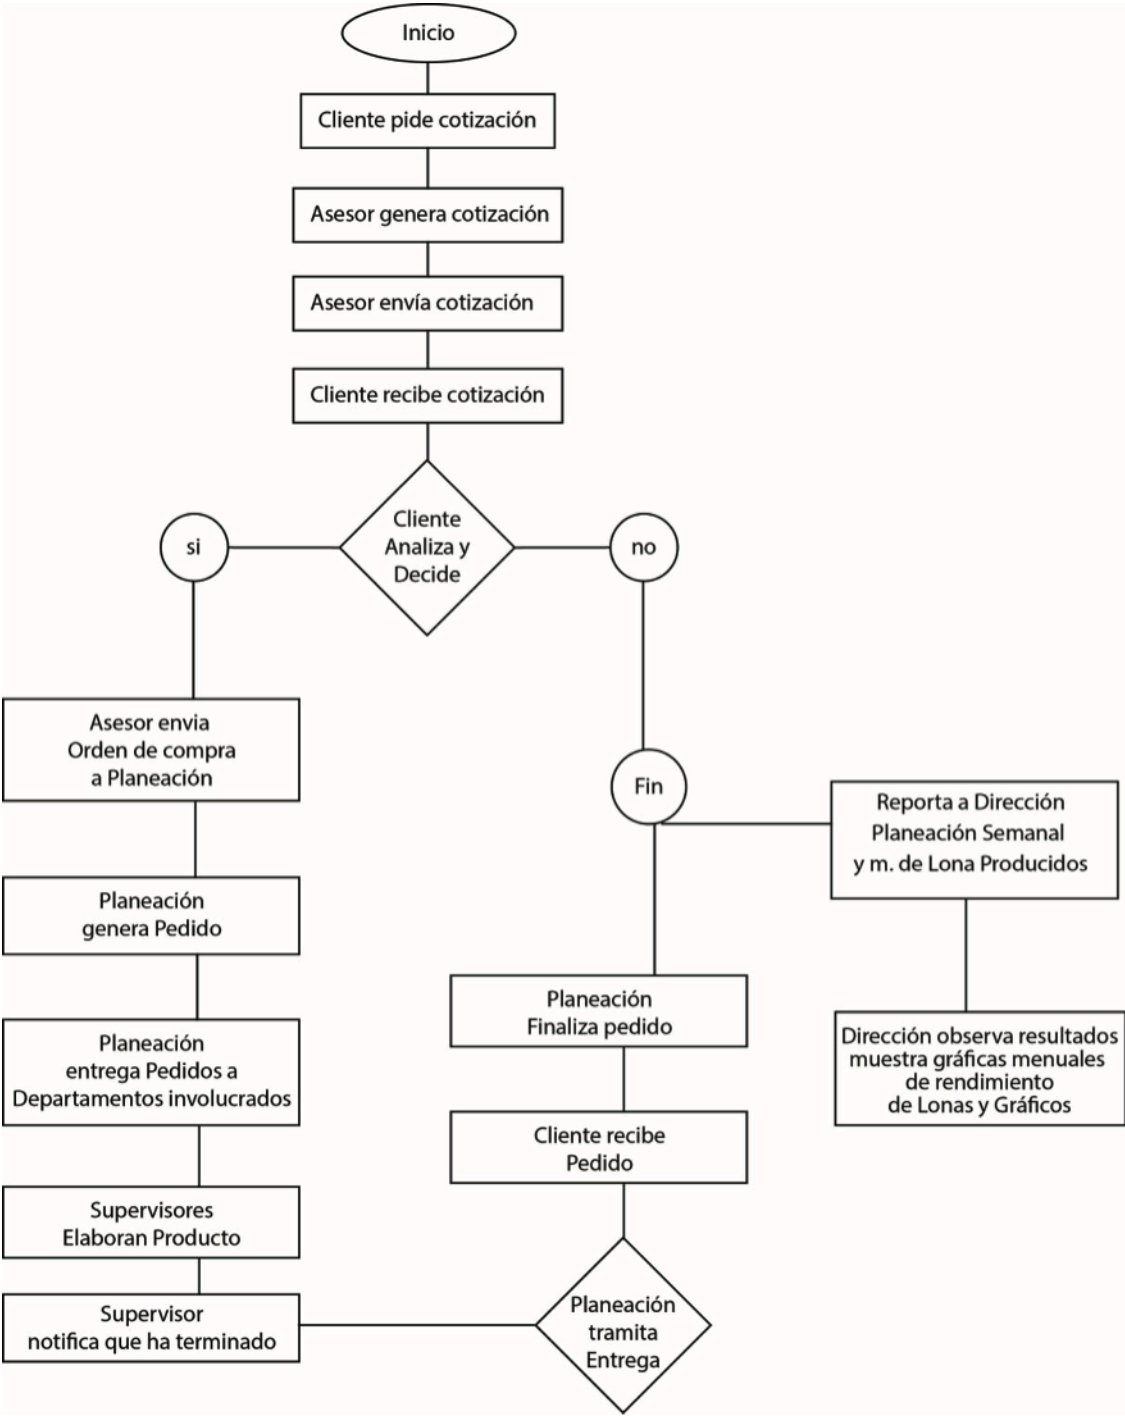 Inicio
Cliente pide cotización
Asesor genera cotización
Asesor envía cotización
Cliente recibe cotización
Cliente
Analiza y
Decide
si
no
Asesor envia
Orden de compra
a Planeación
Planeación
genera Pedido
Planeación
entrega Pedidos a
Departamentos involucrados
Supervisores
Elaboran Producto
Supervisor
notifica que ha terminado
Planeación
tramita
Entrega
Cliente recibe
Pedido
Planeación
Finaliza pedido
Fin
Reporta a Dirección
Planeación Semanal
y m. de Lona Producidos
Dirección observa resultados
muestra gráficas menuales
de rendimiento
de Lonas y Gráficos